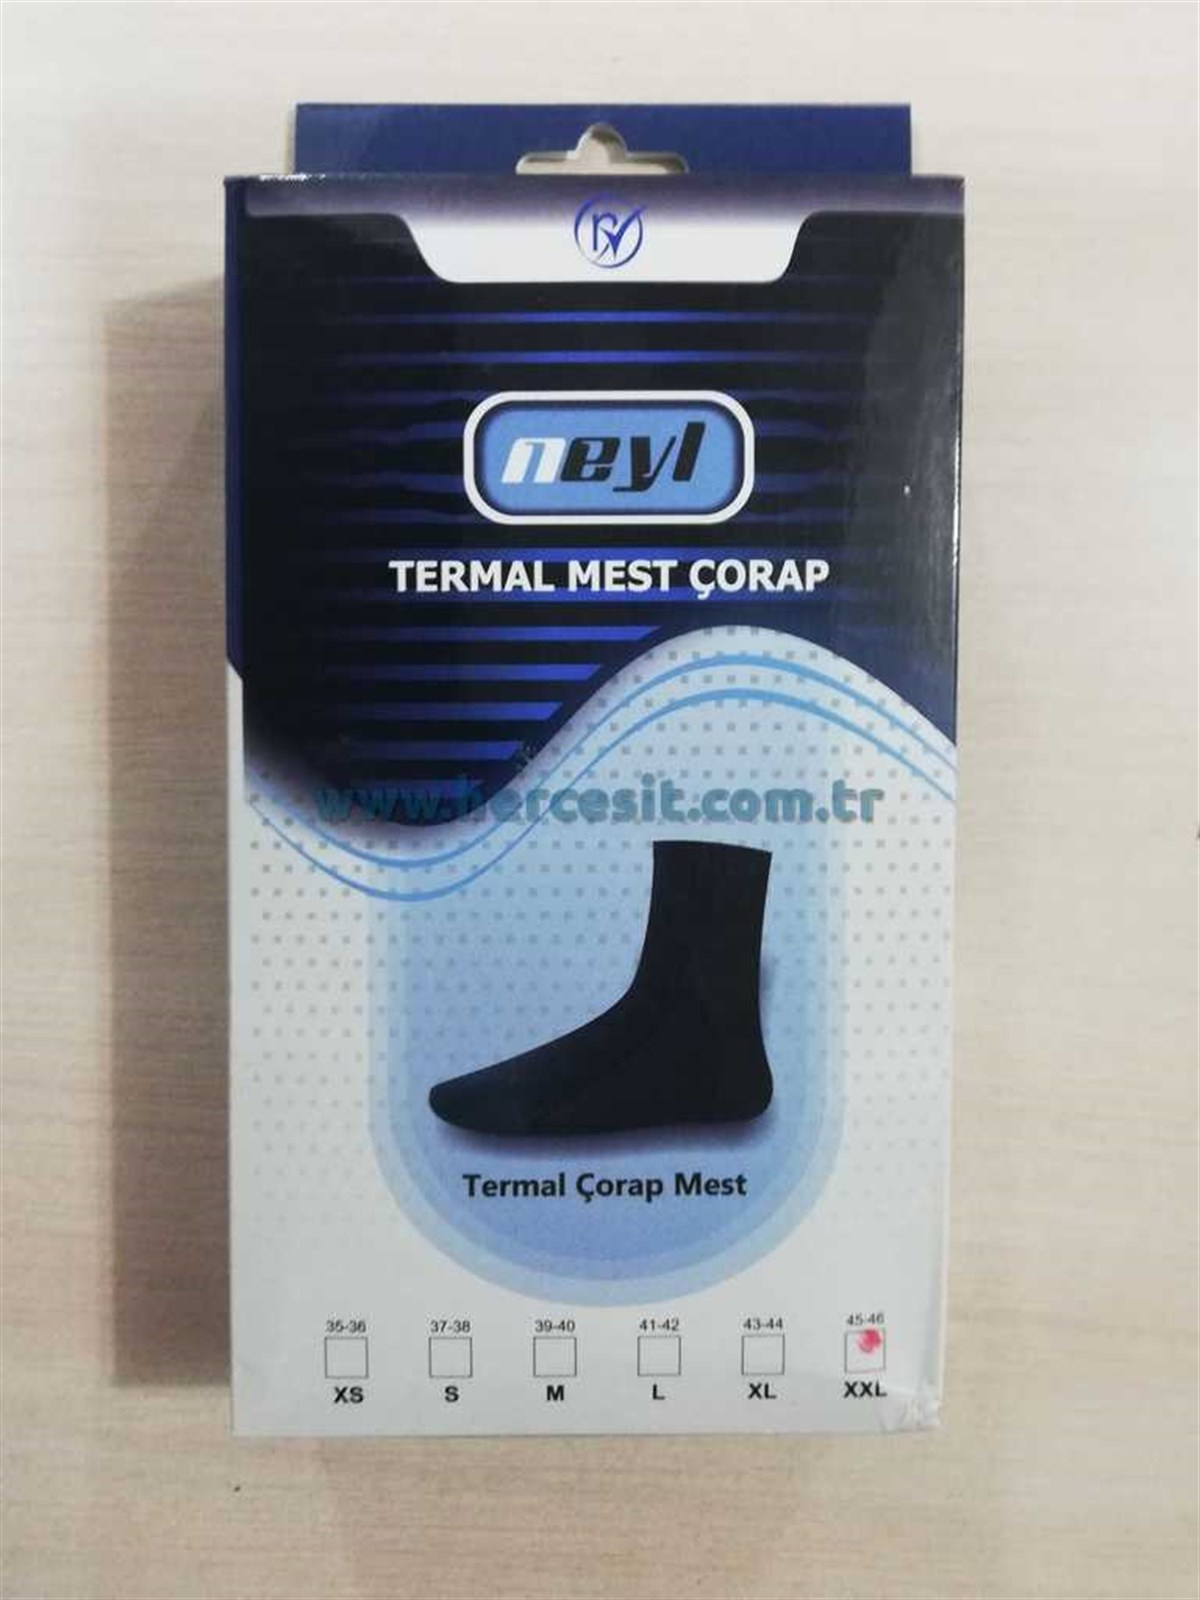 neyl
TERMAL MEST ÇORAP
www.hercesit.com.tr
Termal Çorap Mest
35-36 37-38 39-40 41-42 43-44 45-46
XS S M L XL XXL